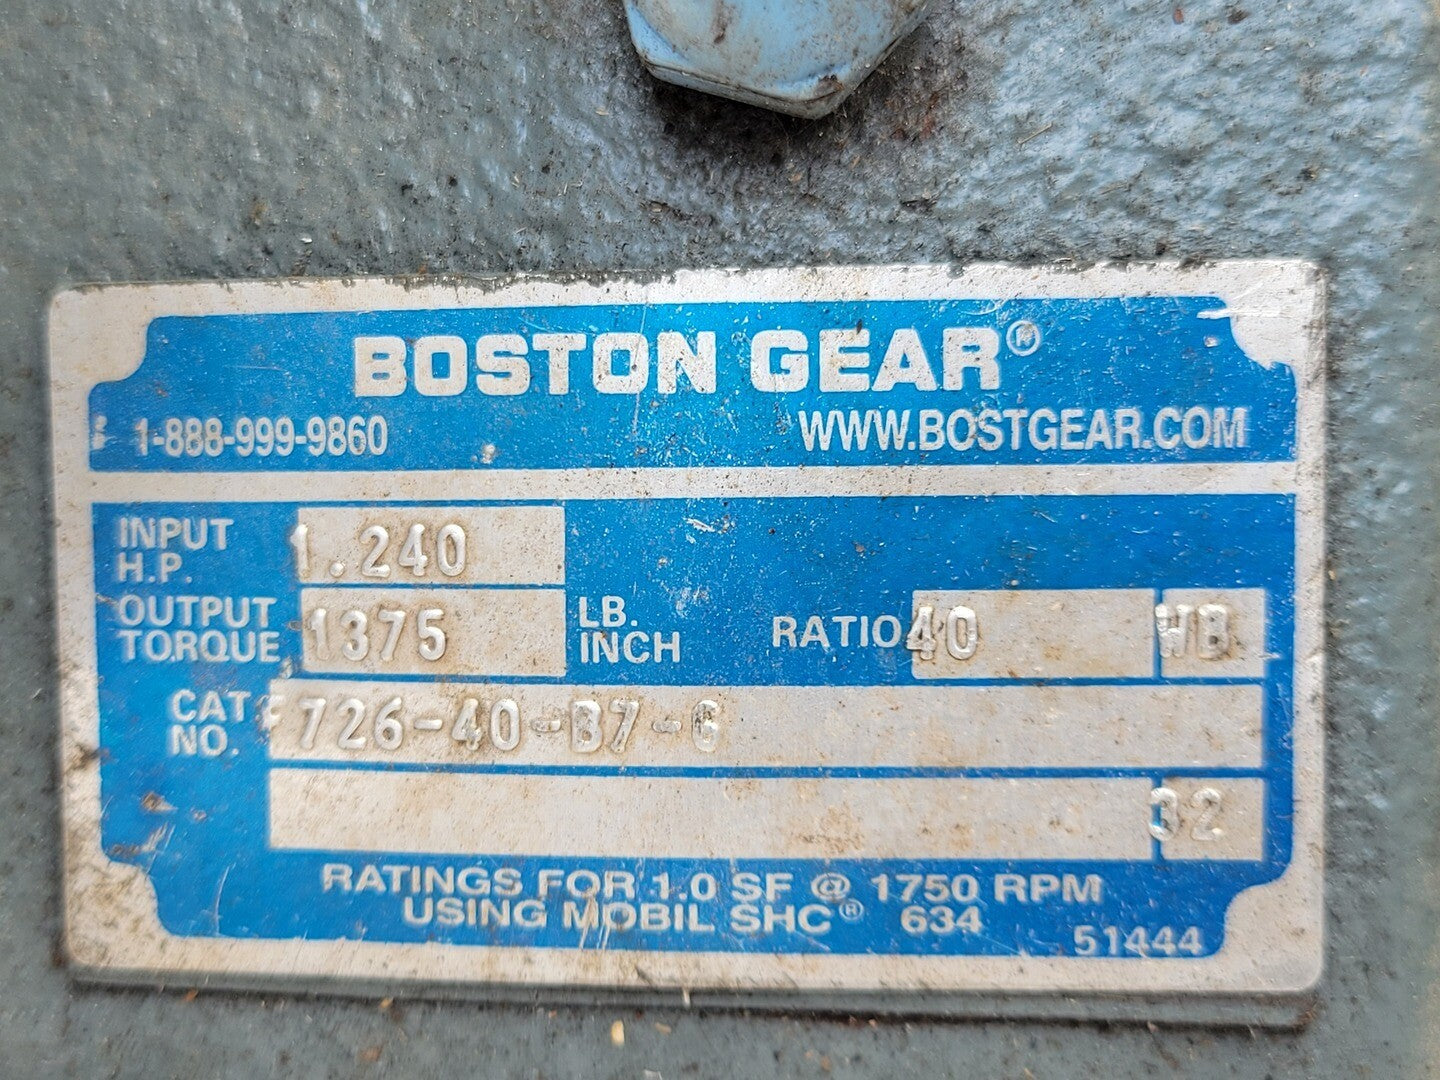 BOSTON GEAR®
1-888-999-9860 WWW.BOSTGEAR.COM
INPUT H.P. 1.240
OUTPUT TORQUE 1375 LB. INCH RATIO 40 WB
CAT NO. F726-40-B7-G
32
RATINGS FOR 1.0 SF @ 1750 RPM
USING MOBIL SHC® 634
51444